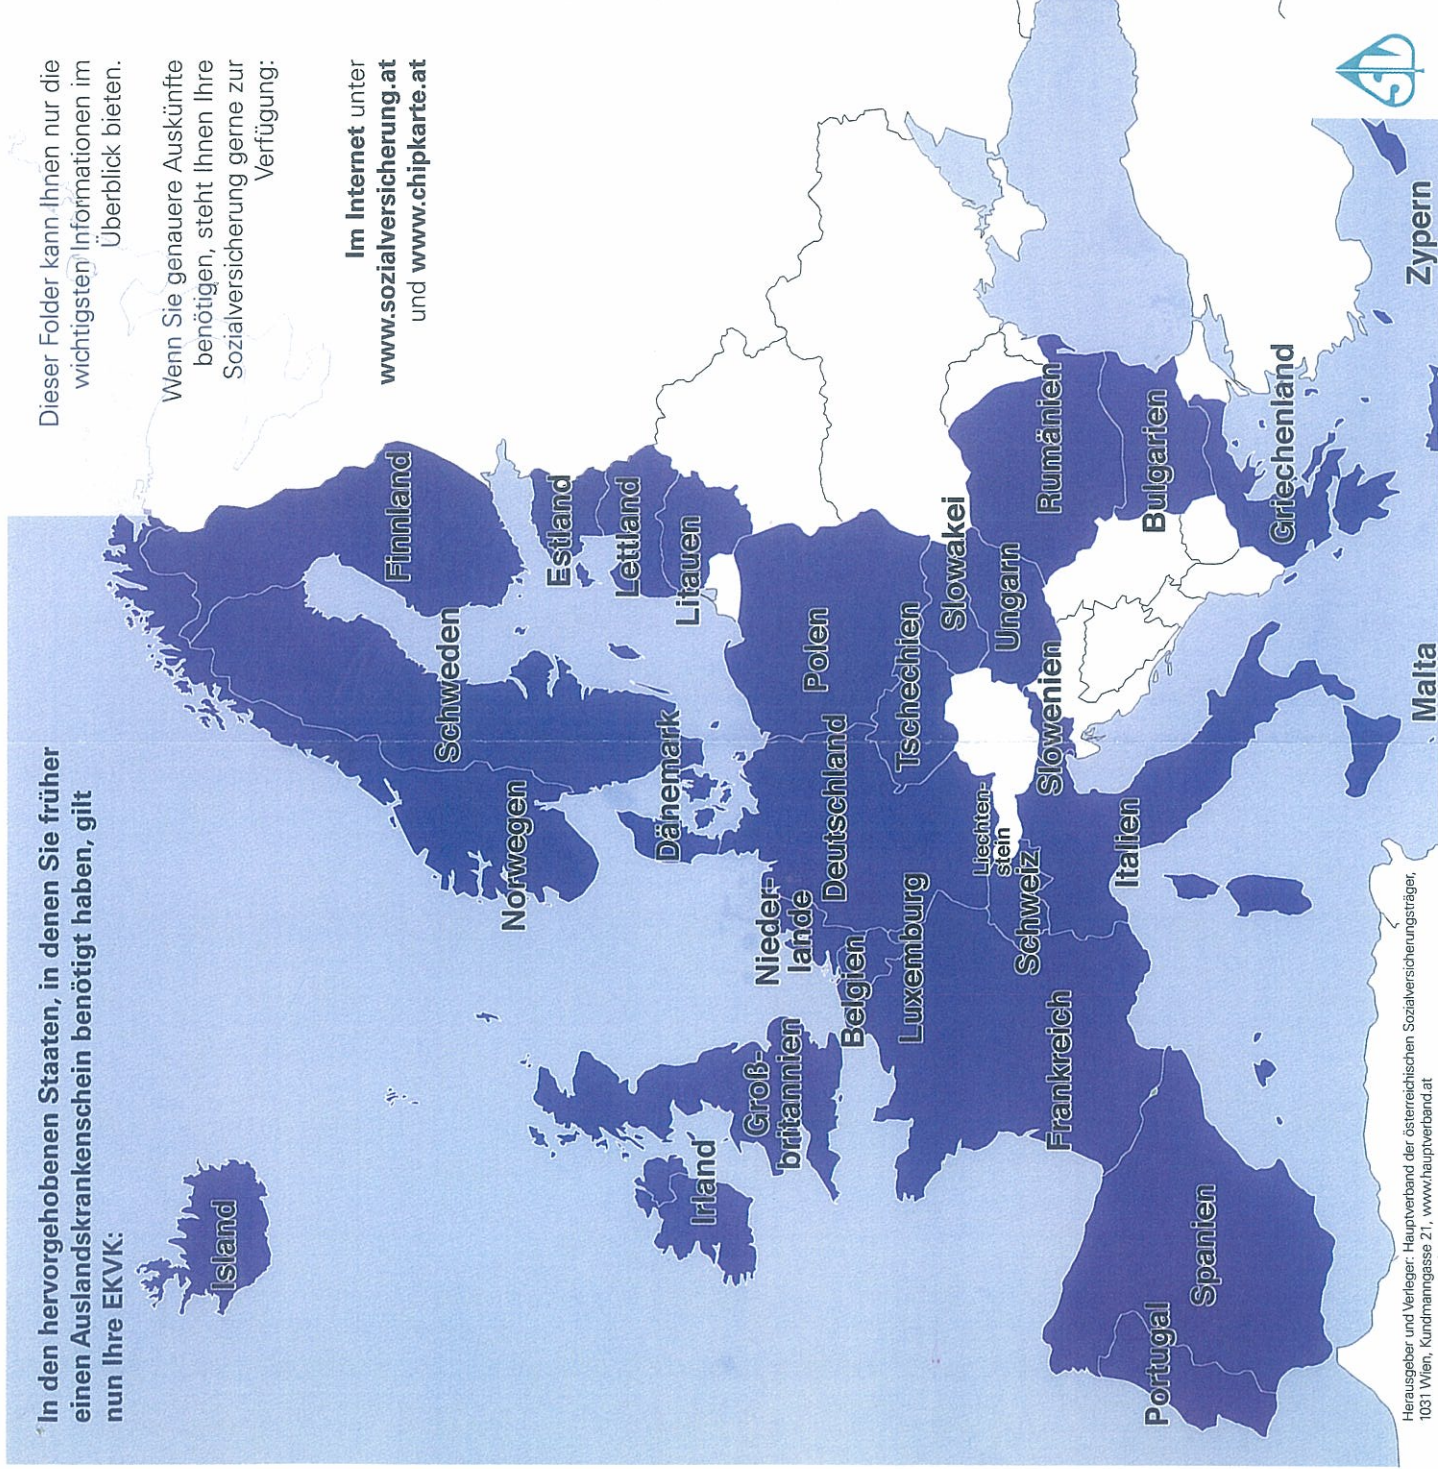 In den hervorgehobenen Staaten, in denen Sie früher
einen Auslandskrankenschein benötigt haben, gilt
nun Ihre EKVK:
Dieser Folder kann Ihnen nur die
wichtigsten Informationen im
Überblick bieten.
Wenn Sie genauere Auskünfte
benötigen, steht Ihnen Ihre
Sozialversicherung gerne zur
Verfügung:
Im Internet unter
www.sozialversicherung.at
und www.chipkarte.at
Island
Finnland
Schweden
Norwegen
Estland
Lettland
Litauen
Dänemark
Irland
Groß-
britannien
Nieder-
lande
Polen
Deutschland
Belgien
Luxemburg
Tschechien
Slowakei
Liechten-
stein
Schweiz
Ungarn
Slowenien
Rumänien
Frankreich
Italien
Bulgarien
Portugal
Spanien
Griechenland
Malta
Zypern
Herausgeber und Verleger: Hauptverband der österreichischen Sozialversicherungsträger,
1031 Wien, Kundmanngasse 21, www.hauptverband.at
SV